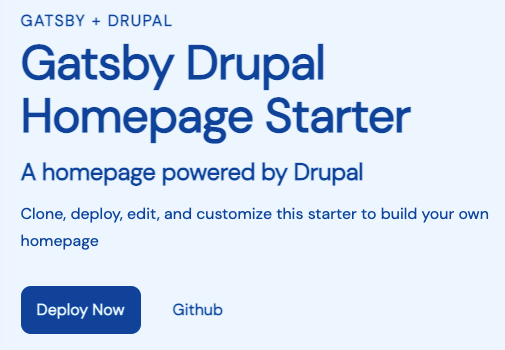 GATSBY + DRUPAL
Gatsby Drupal
Homepage Starter
A homepage powered by Drupal
Clone, deploy, edit, and customize this starter to build your own
homepage
Deploy Now
Github